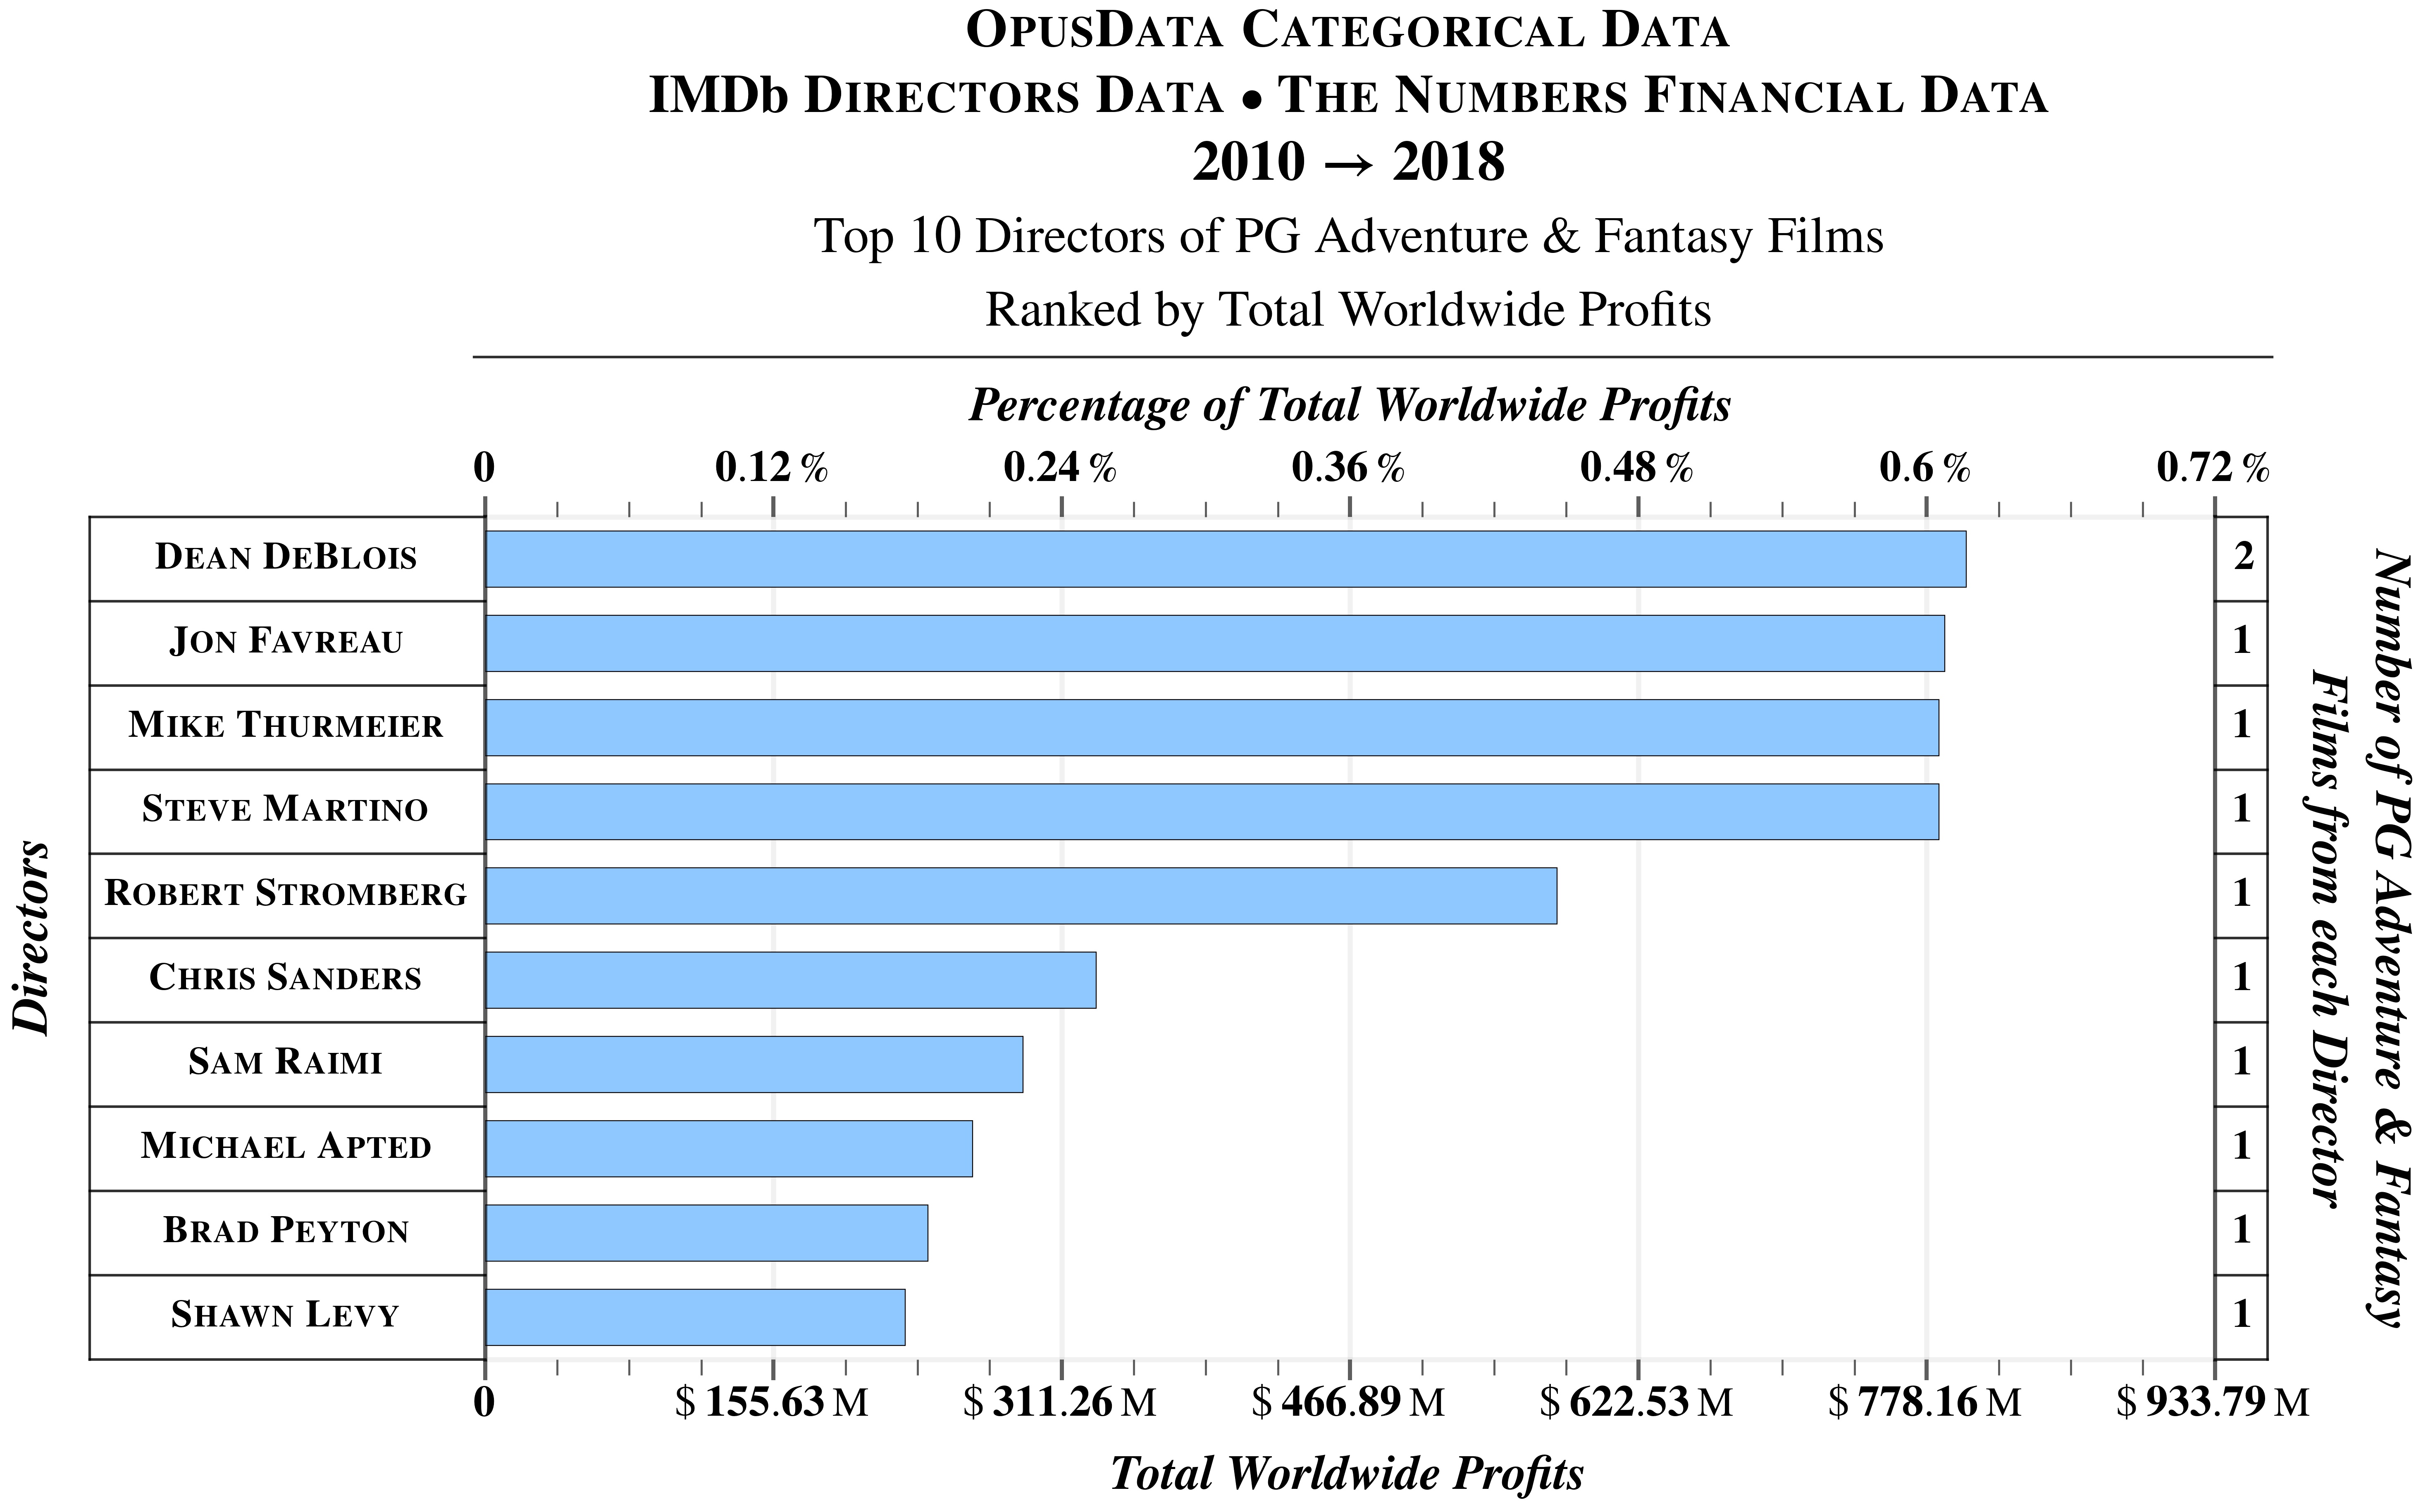 OpusData Categorical Data
IMDb Directors Data • The Numbers Financial Data
2010 → 2018
Top 10 Directors of PG Adventure & Fantasy Films
Ranked by Total Worldwide Profits
Percentage of Total Worldwide Profits
0 0.12 % 0.24 % 0.36 % 0.48 % 0.6 % 0.72 %
Directors
Dean DeBlois 2
Jon Favreau 1
Mike Thurmeier 1
Steve Martino 1
Robert Stromberg 1
Chris Sanders 1
Sam Raimi 1
Michael Apted 1
Brad Peyton 1
Shawn Levy 1
Number of PG Adventure & Fantasy
Films from each Director
0 $ 155.63 M $ 311.26 M $ 466.89 M $ 622.53 M $ 778.16 M $ 933.79 M
Total Worldwide Profits